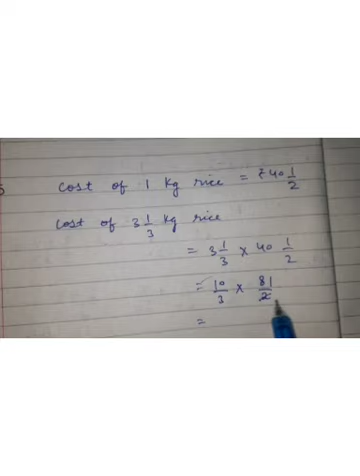 Cost of 1 kg rice = ₹ 40 1/2
Cost of 3 1/3 kg rice
= 3 1/3 × 40 1/2
= 10/3 × 81/2
=